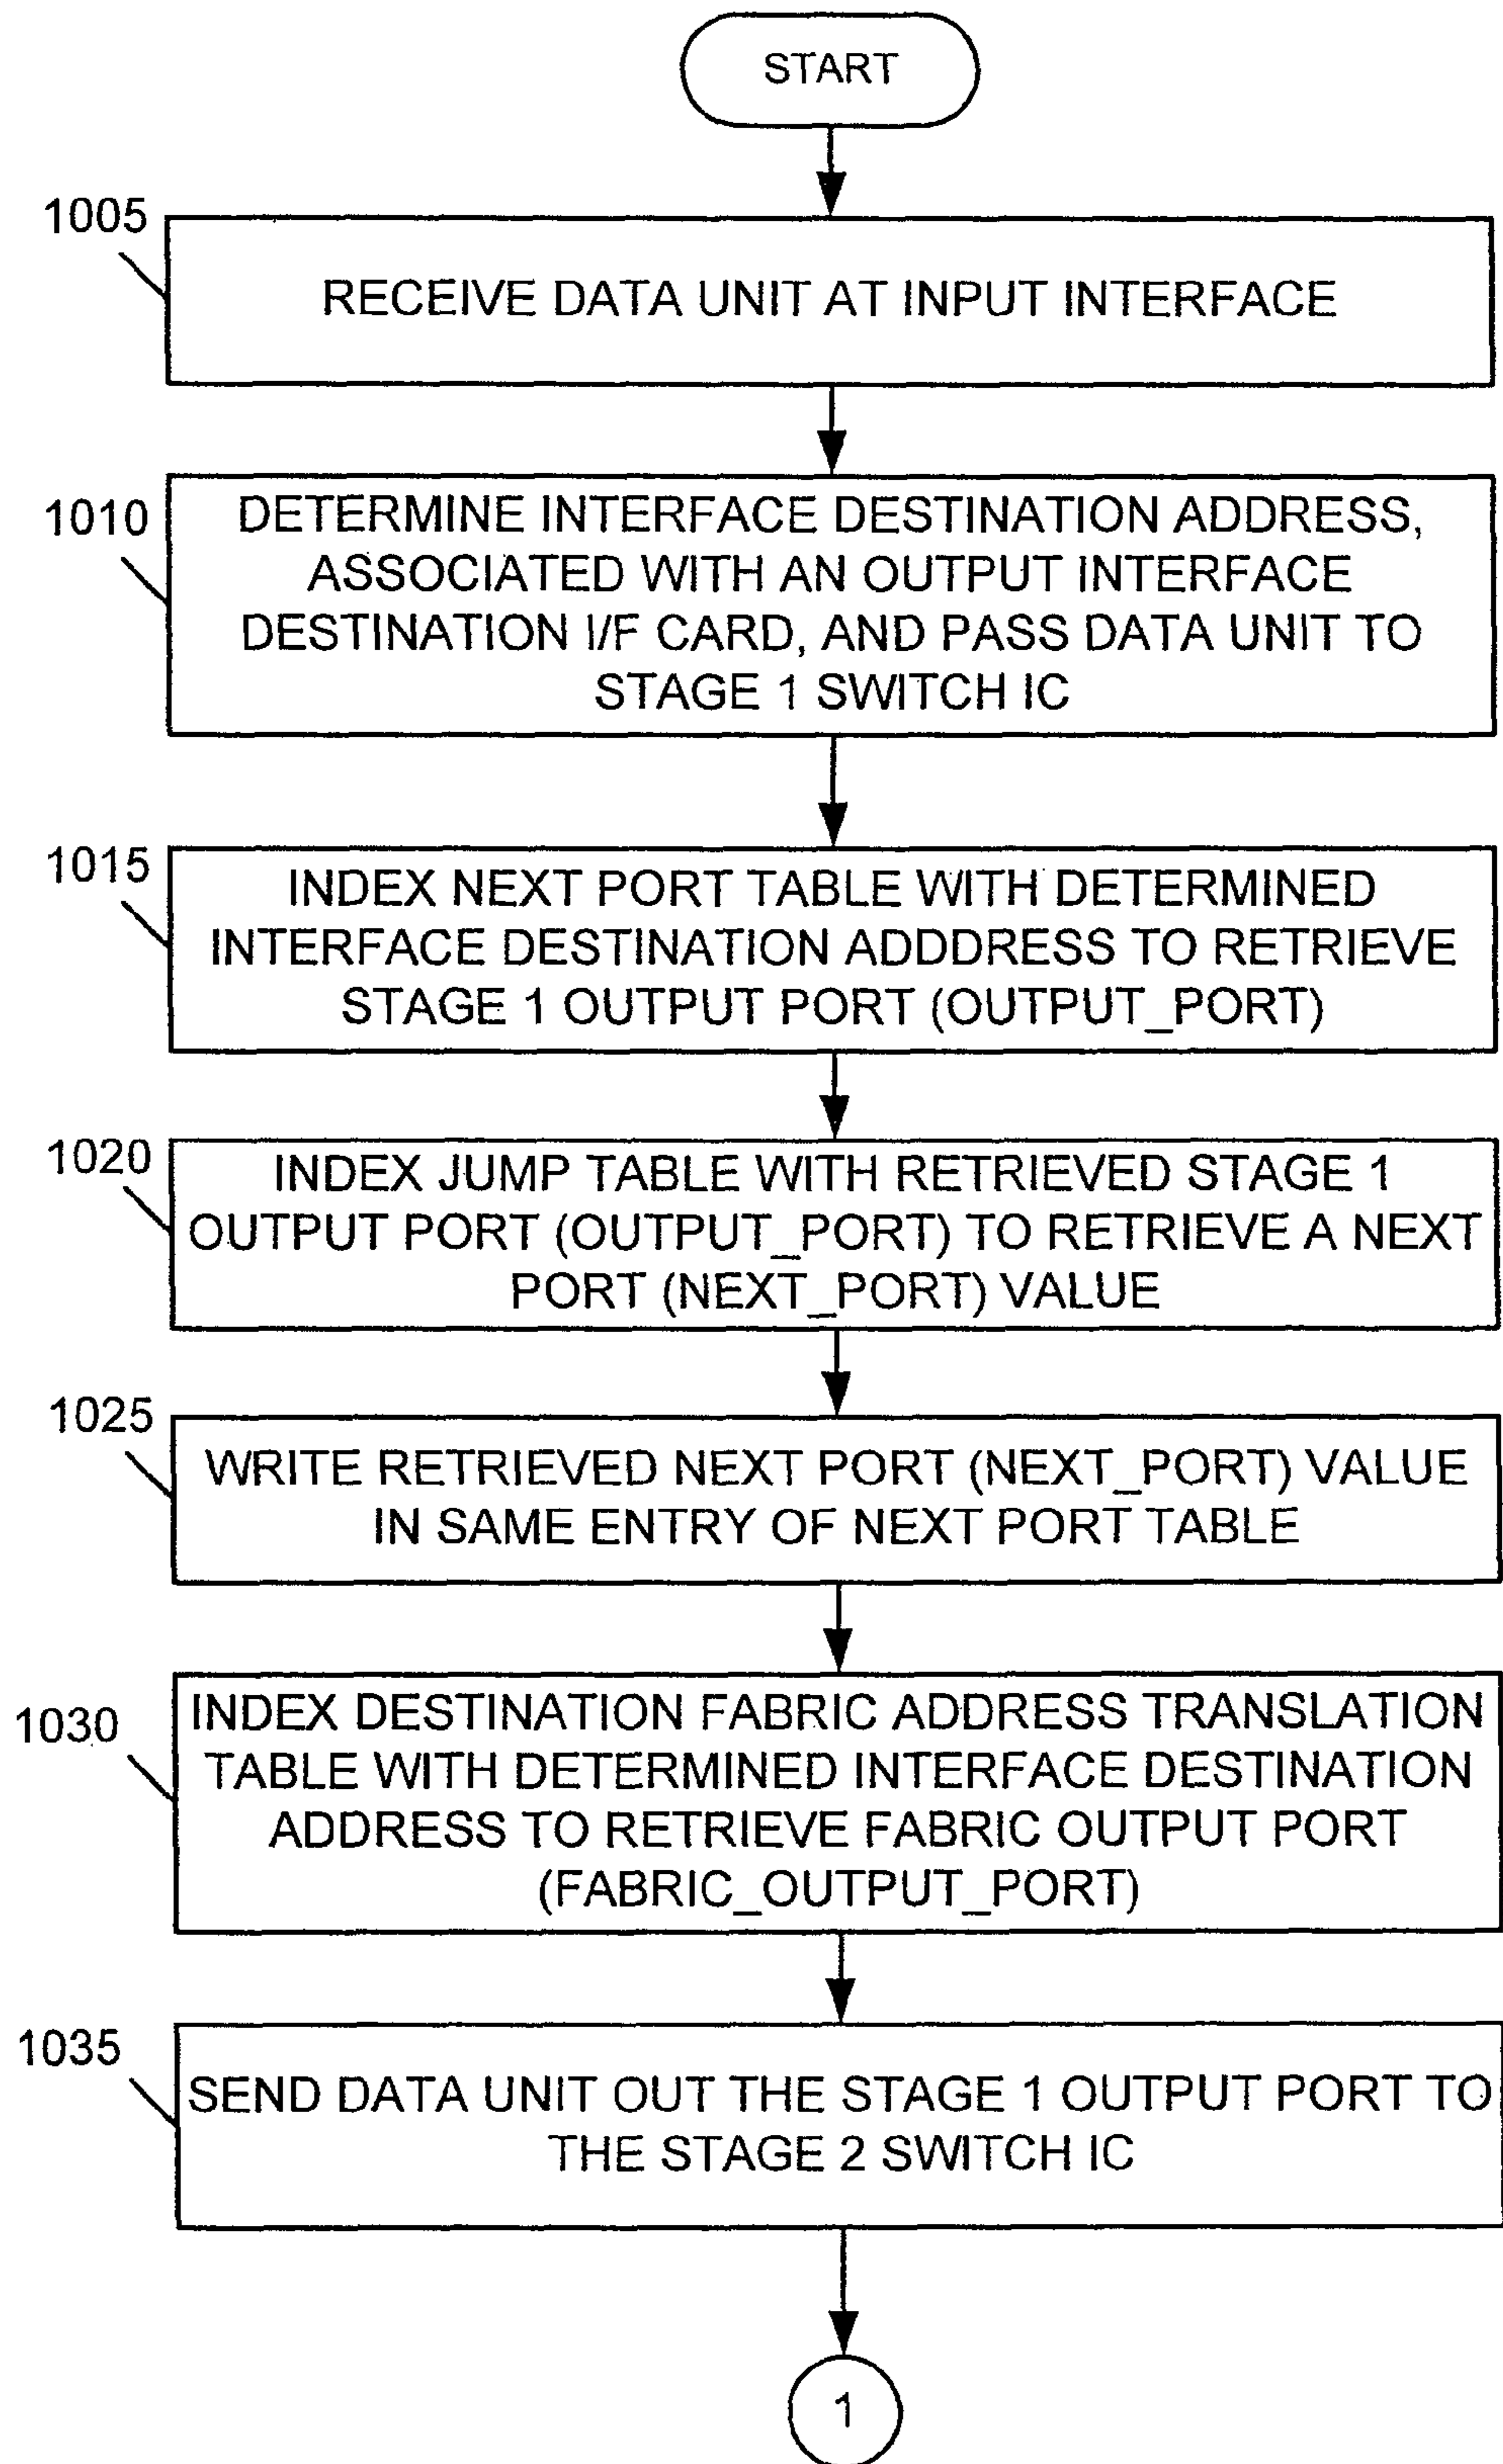 START
1005
RECEIVE DATA UNIT AT INPUT INTERFACE
1010
DETERMINE INTERFACE DESTINATION ADDRESS,
ASSOCIATED WITH AN OUTPUT INTERFACE
DESTINATION I/F CARD, AND PASS DATA UNIT TO
STAGE 1 SWITCH IC
1015
INDEX NEXT PORT TABLE WITH DETERMINED
INTERFACE DESTINATION ADDDRESS TO RETRIEVE
STAGE 1 OUTPUT PORT (OUTPUT_PORT)
1020
INDEX JUMP TABLE WITH RETRIEVED STAGE 1
OUTPUT PORT (OUTPUT_PORT) TO RETRIEVE A NEXT
PORT (NEXT_PORT) VALUE
1025
WRITE RETRIEVED NEXT PORT (NEXT_PORT) VALUE
IN SAME ENTRY OF NEXT PORT TABLE
1030
INDEX DESTINATION FABRIC ADDRESS TRANSLATION
TABLE WITH DETERMINED INTERFACE DESTINATION
ADDRESS TO RETRIEVE FABRIC OUTPUT PORT
(FABRIC_OUTPUT_PORT)
1035
SEND DATA UNIT OUT THE STAGE 1 OUTPUT PORT TO
THE STAGE 2 SWITCH IC
1